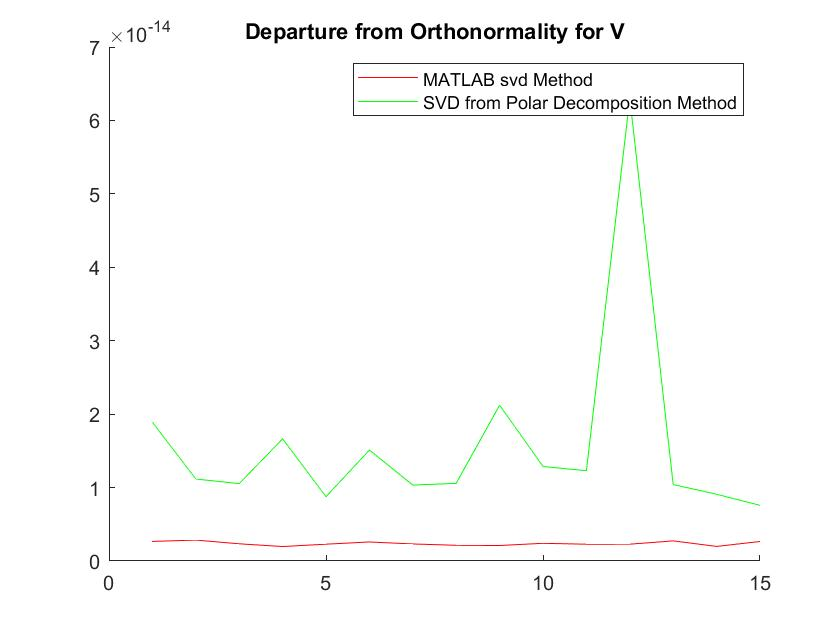 Departure from Orthonormality for V
×10-14
MATLAB svd Method
SVD from Polar Decomposition Method
7
6
5
4
3
2
1
0
0 5 10 15